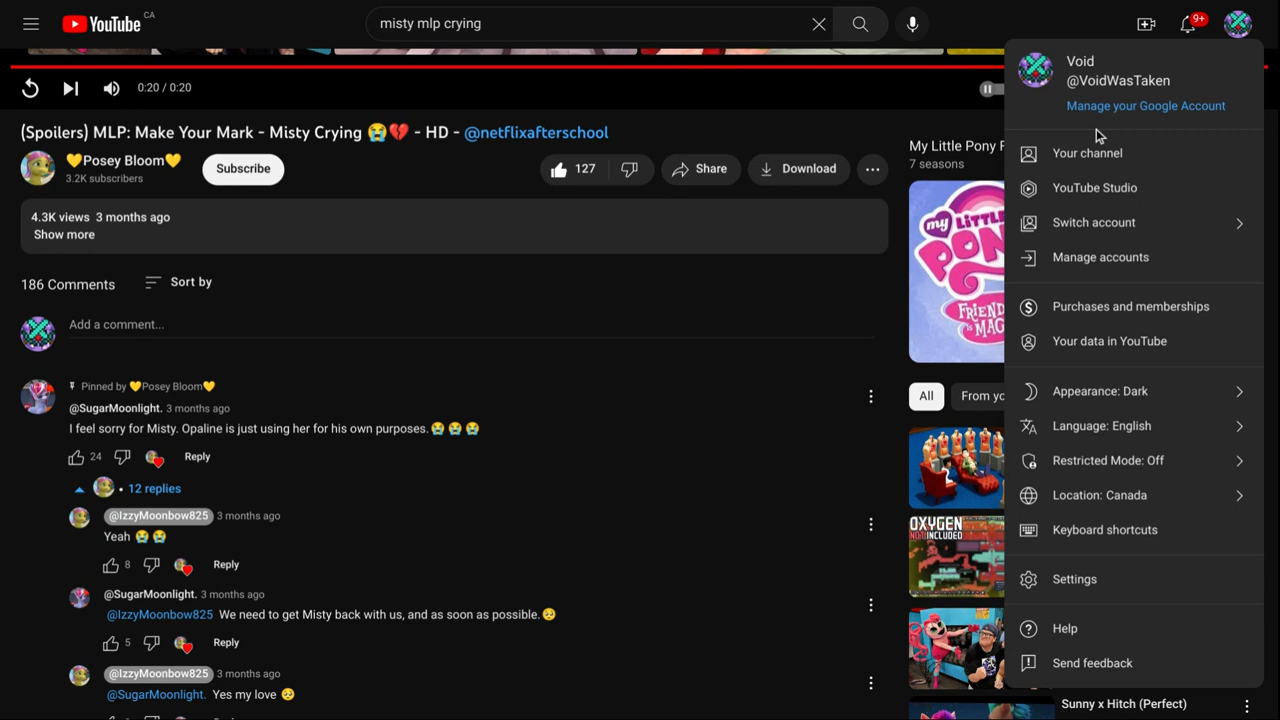 YouTube CA
misty mlp crying
9+
0:20 / 0:20
(Spoilers) MLP: Make Your Mark - Misty Crying 😭💔 - HD - @netflixafterschool
💛Posey Bloom💛
3.2K subscribers
Subscribe
127
Share
Download
4.3K views 3 months ago
Show more
186 Comments
Sort by
Add a comment...
Pinned by 💛Posey Bloom💛
@SugarMoonlight. 3 months ago
I feel sorry for Misty. Opaline is just using her for his own purposes.😭😭😭
24
Reply
12 replies
@IzzyMoonbow825 3 months ago
Yeah 😭😭
8
Reply
@SugarMoonlight. 3 months ago
@IzzyMoonbow825 We need to get Misty back with us, and as soon as possible.🥺
5
Reply
@IzzyMoonbow825 3 months ago
@SugarMoonlight. Yes my love 🥺
My Little Pony
7 seasons
my LITTLE
PON
FRIEN
IS MAG
All
From yo
OXYGEN
NOT INCLUDED
Sunny x Hitch (Perfect)
Void
@VoidWasTaken
Manage your Google Account
Your channel
YouTube Studio
Switch account
Manage accounts
Purchases and memberships
Your data in YouTube
Appearance: Dark
Language: English
Restricted Mode: Off
Location: Canada
Keyboard shortcuts
Settings
Help
Send feedback